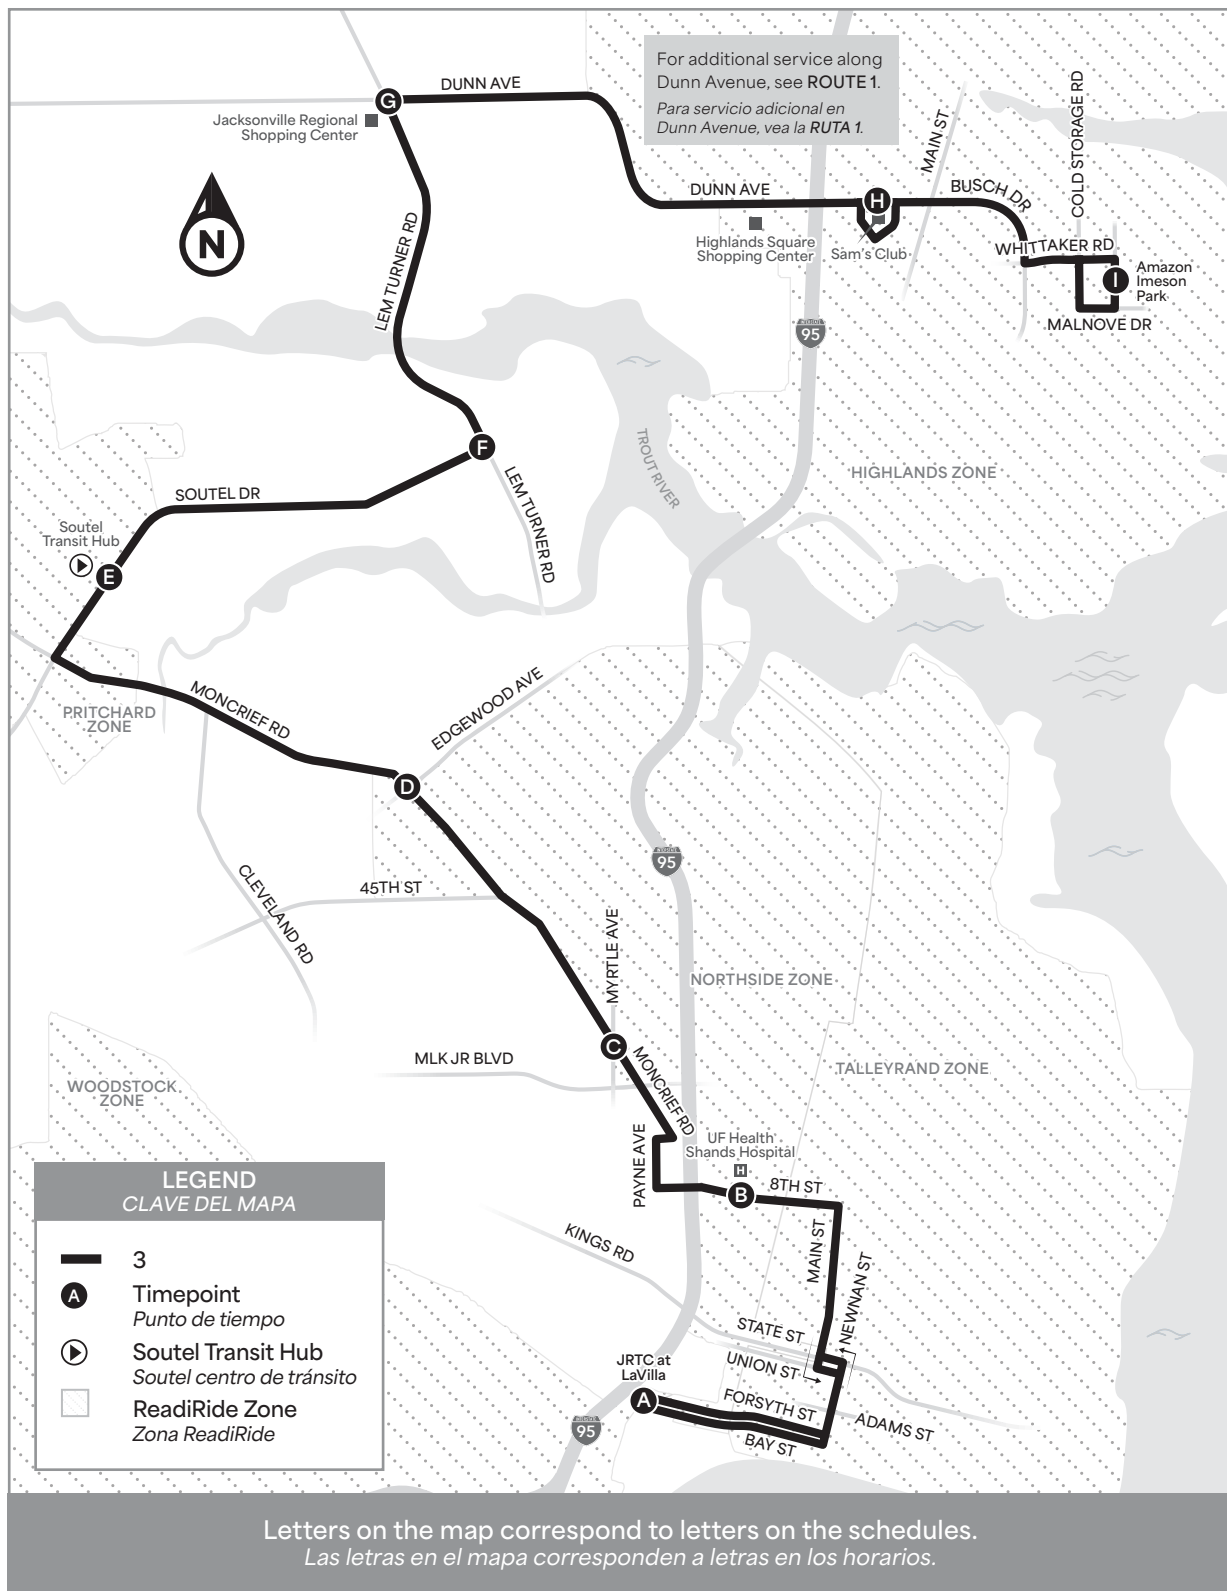 For additional service along
Dunn Avenue, see ROUTE 1.
Para servicio adicional en
Dunn Avenue, vea la RUTA 1.
DUNN AVE
G
Jacksonville Regional
Shopping Center
N
LEM TURNER RD
DUNN AVE
Highlands Square
Shopping Center
H
Sam's Club
MAIN ST
BUSCH DR
COLD STORAGE RD
WHITTAKER RD
I
Amazon
Imeson
Park
MALNOVE DR
95
F
TROUT RIVER
HIGHLANDS ZONE
SOUTEL DR
LEM TURNER RD
Soutel
Transit Hub
E
PRITCHARD
ZONE
MONCRIEF RD
EDGEWOOD AVE
D
95
45TH ST
CLEVELAND RD
MYRTLE AVE
NORTHSIDE ZONE
C
MLK JR BLVD
MONCRIEF RD
TALLEYRAND ZONE
WOODSTOCK
ZONE
PAYNE AVE
UF Health
Shands Hospital
H
B
8TH ST
KINGS RD
MAIN ST
NEWNAN ST
STATE ST
UNION ST
JRTC at
LaVilla
A
FORSYTH ST
ADAMS ST
BAY ST
95
LEGEND
CLAVE DEL MAPA
3
A
Timepoint
Punto de tiempo
Soutel Transit Hub
Soutel centro de tránsito
ReadiRide Zone
Zona ReadiRide
Letters on the map correspond to letters on the schedules.
Las letras en el mapa corresponden a letras en los horarios.